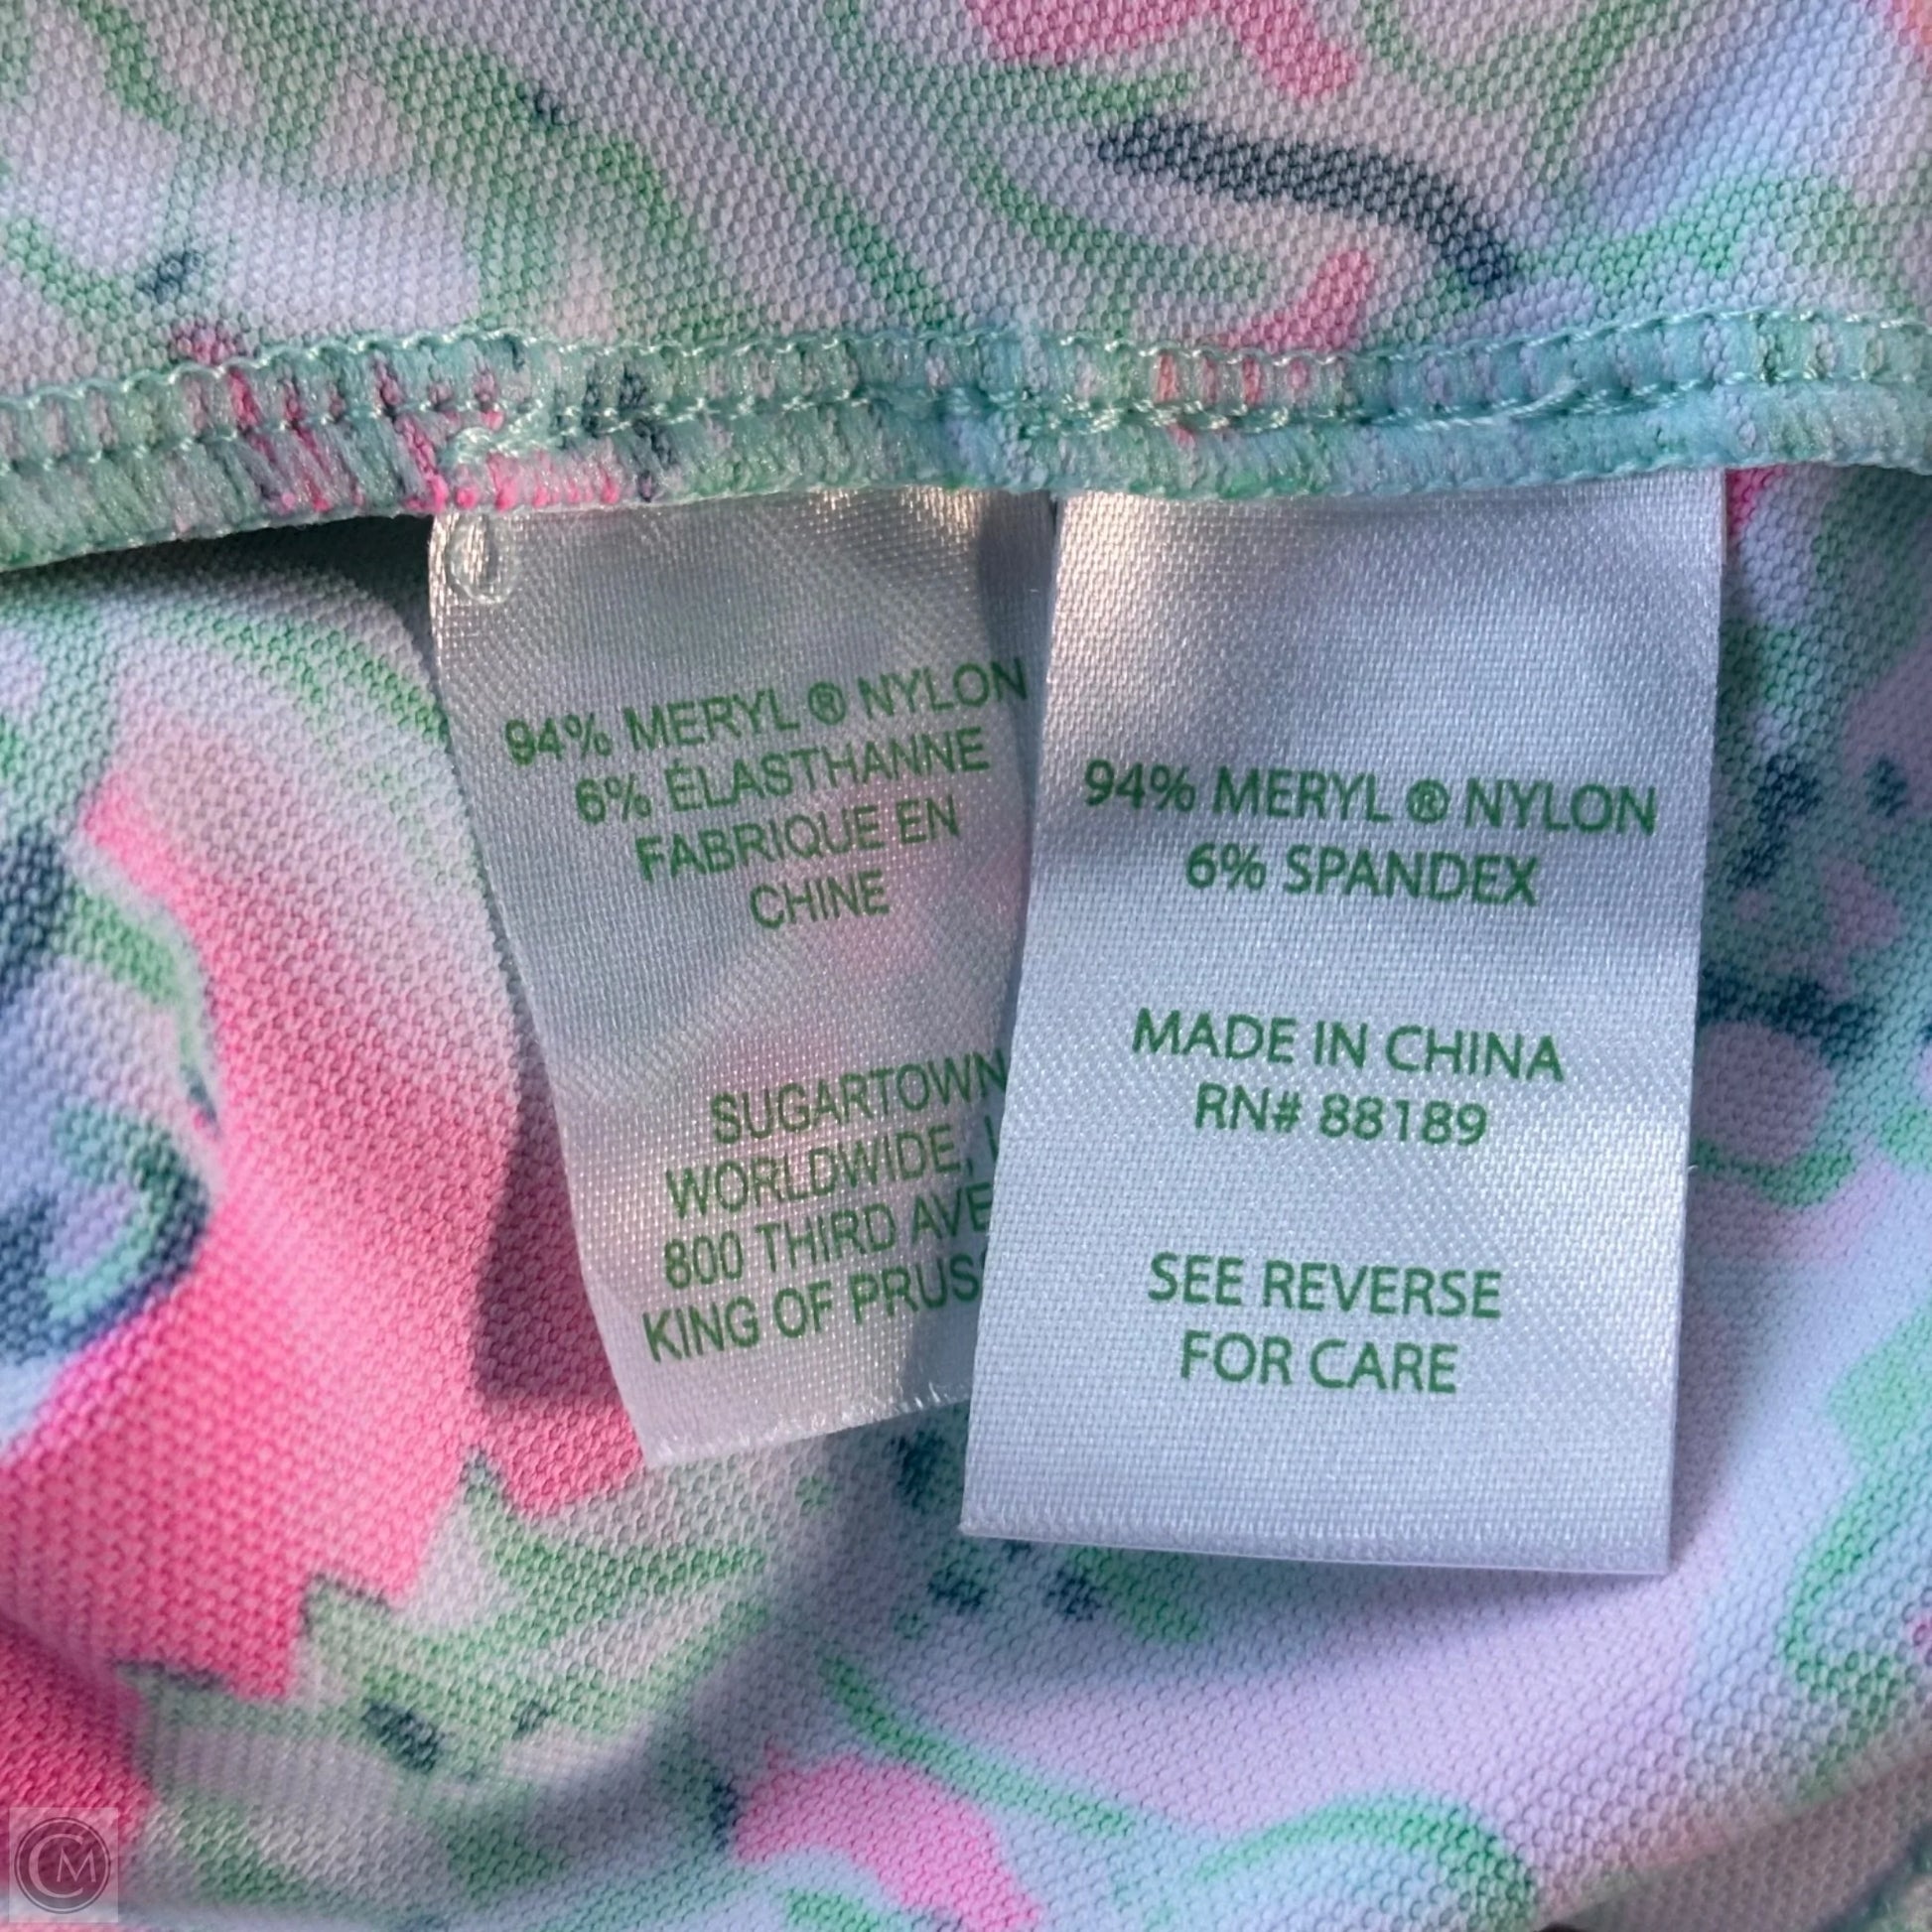 94% MERYL ® NYLON
6% ÉLASTHANNE
FABRIQUE EN
CHINE
SUGARTOWN
WORLDWIDE,
800 THIRD AVE
KING OF
94% MERYL ® NYLON
6% SPANDEX
MADE IN CHINA
RN# 88189
SEE REVERSE
FOR CARE
CM